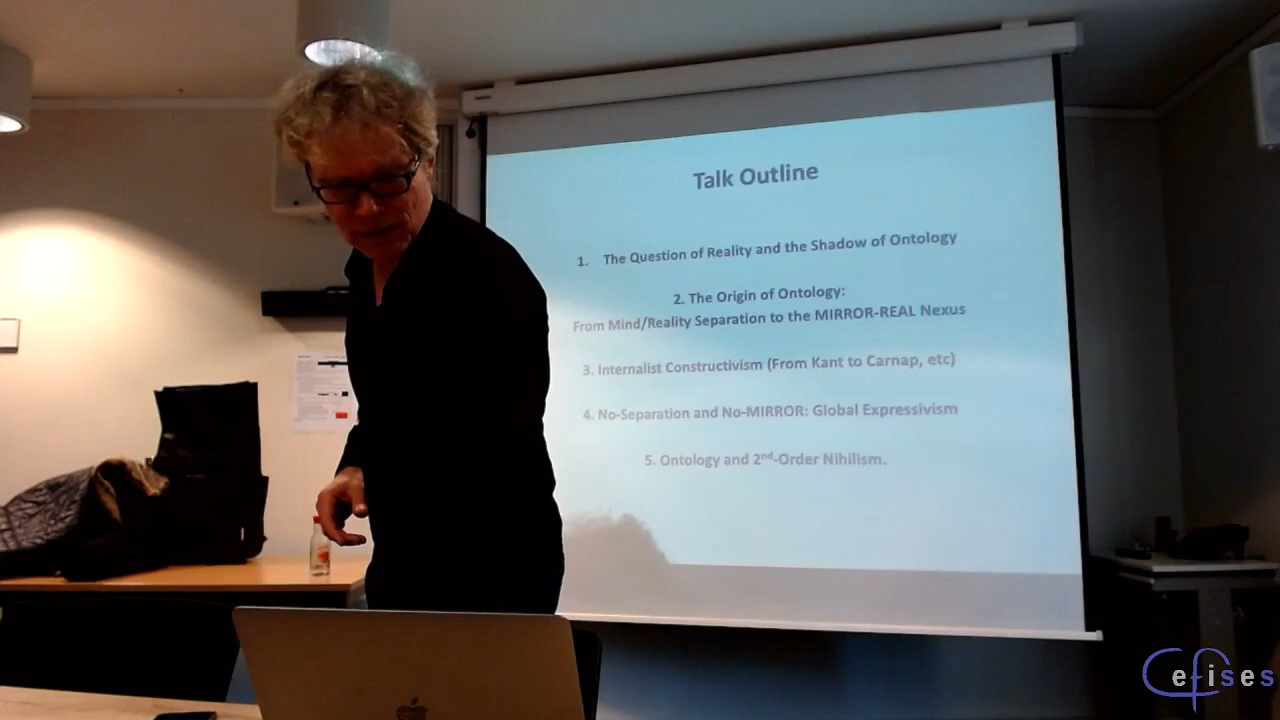 Talk Outline
1. The Question of Reality and the Shadow of Ontology
2. The Origin of Ontology:
From Mind/Reality Separation to the MIRROR-REAL Nexus
3. Internalist Constructivism (From Kant to Carnap, etc)
4. No-Separation and No-MIRROR: Global Expressivism
5. Ontology and 2nd-Order Nihilism.
Cefises